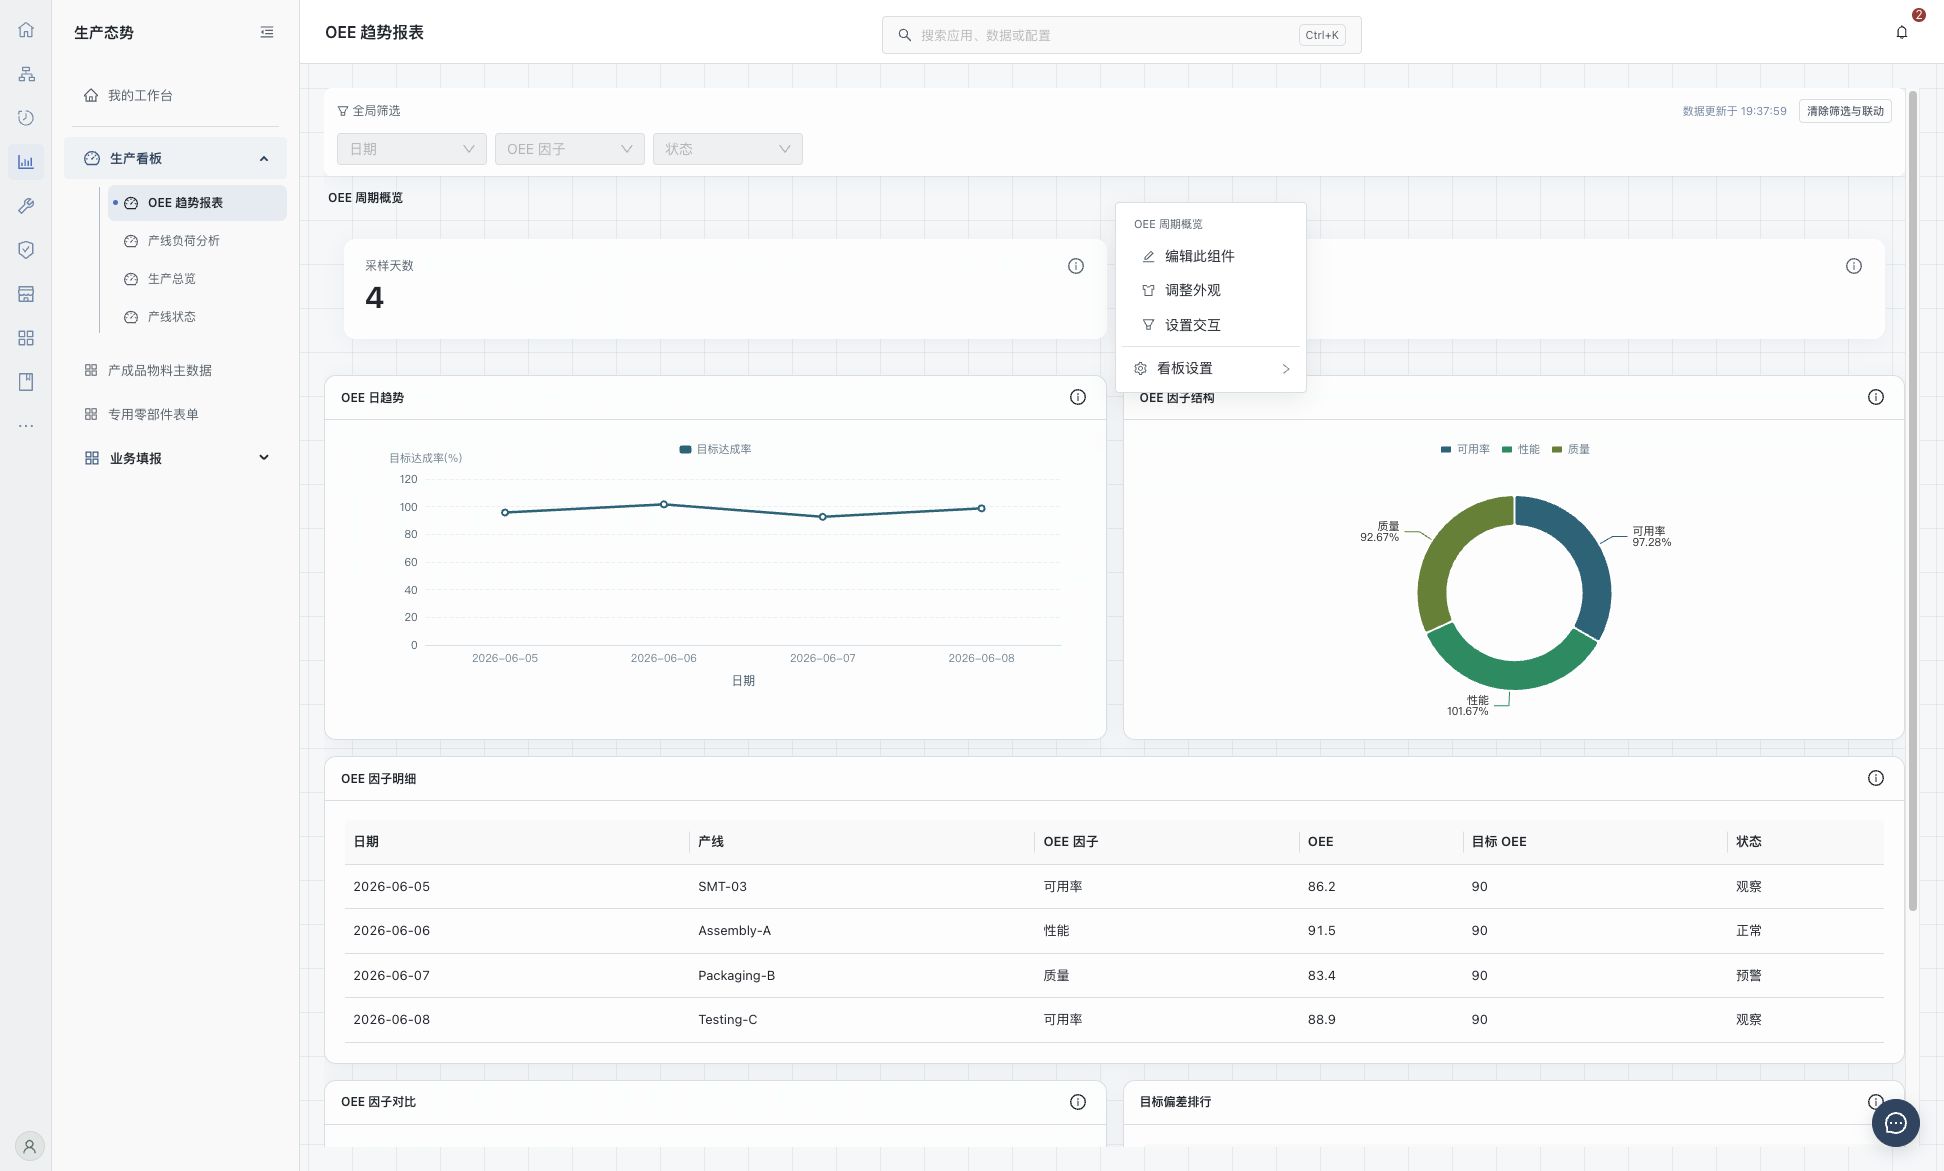 生产态势
OEE 趋势报表
搜索应用、数据或配置
Ctrl+K
2
我的工作台
生产看板
OEE 趋势报表
产线负荷分析
生产总览
产线状态
产成品物料主数据
专用零部件表单
业务填报
全局筛选
数据更新于 19:37:59
清除筛选与联动
日期
OEE 因子
状态
OEE 周期概览
采样天数
4
OEE 周期概览
编辑此组件
调整外观
设置交互
看板设置
OEE 日趋势
目标达成率
目标达成率(%)
120
100
80
60
40
20
0
2026-06-05
2026-06-06
2026-06-07
2026-06-08
日期
OEE 因子结构
可用率
性能
质量
质量
92.67%
可用率
97.28%
性能
101.67%
OEE 因子明细
日期 产线 OEE 因子 OEE 目标 OEE 状态
2026-06-05 SMT-03 可用率 86.2 90 观察
2026-06-06 Assembly-A 性能 91.5 90 正常
2026-06-07 Packaging-B 质量 83.4 90 预警
2026-06-08 Testing-C 可用率 88.9 90 观察
OEE 因子对比
目标偏差排行